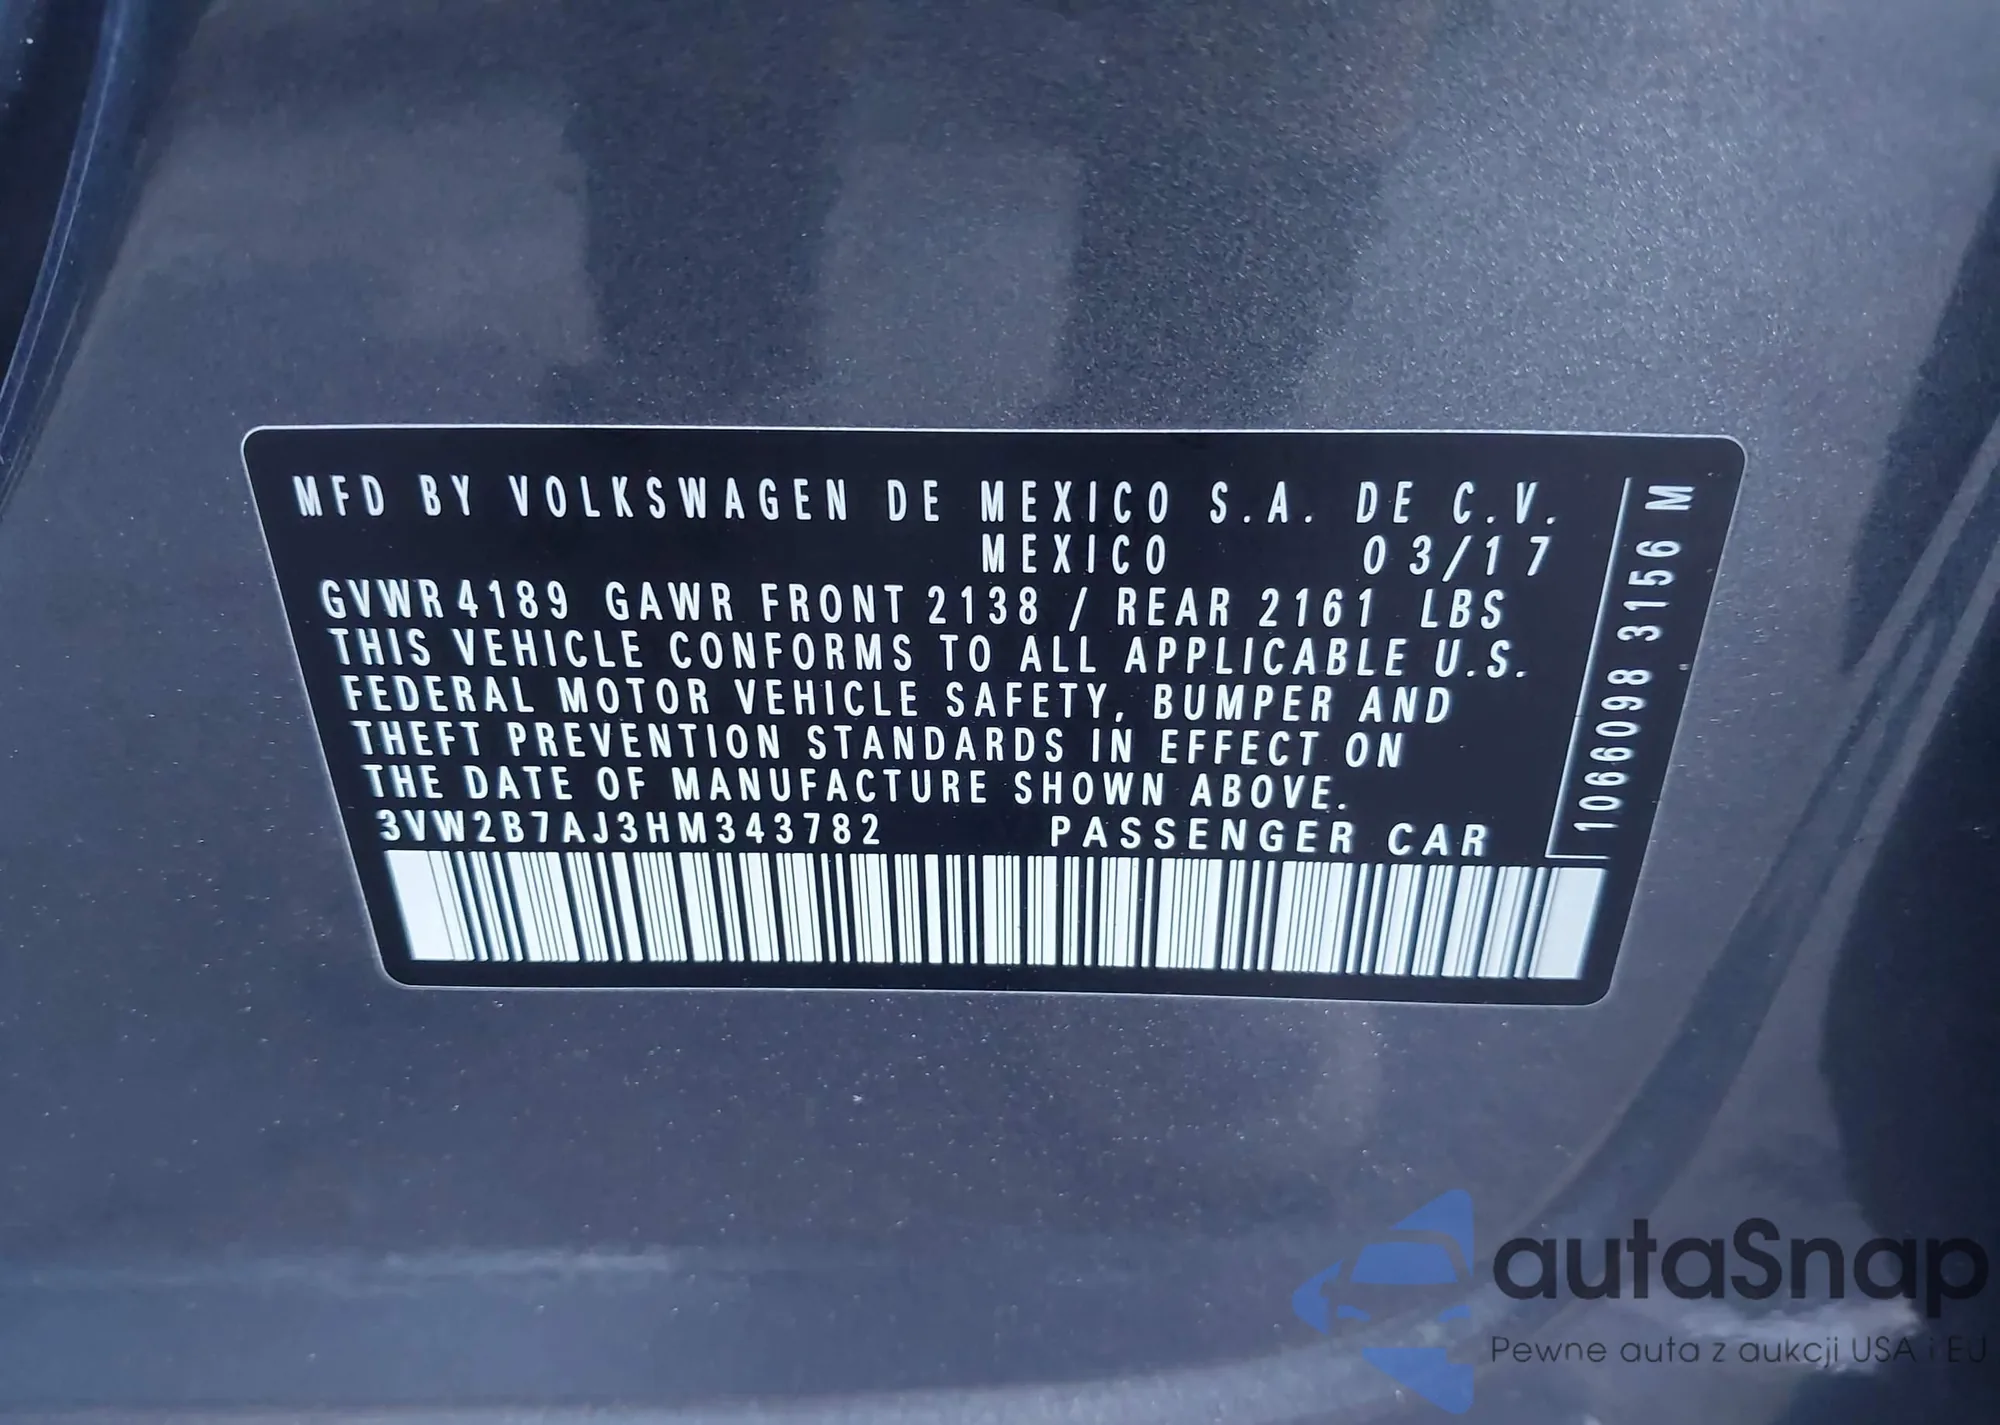 MFD BY VOLKSWAGEN DE MEXICO S.A. DE C.V.
MEXICO 03/17
GVWR 4189 GAWR FRONT 2138 / REAR 2161 LBS
THIS VEHICLE CONFORMS TO ALL APPLICABLE U.S.
FEDERAL MOTOR VEHICLE SAFETY, BUMPER AND
THEFT PREVENTION STANDARDS IN EFFECT ON
THE DATE OF MANUFACTURE SHOWN ABOVE.
3VW2B7AJ3HM343782 PASSENGER CAR
1066098 3156 M
autaSnap
Pewne auta z aukcji USA i EU